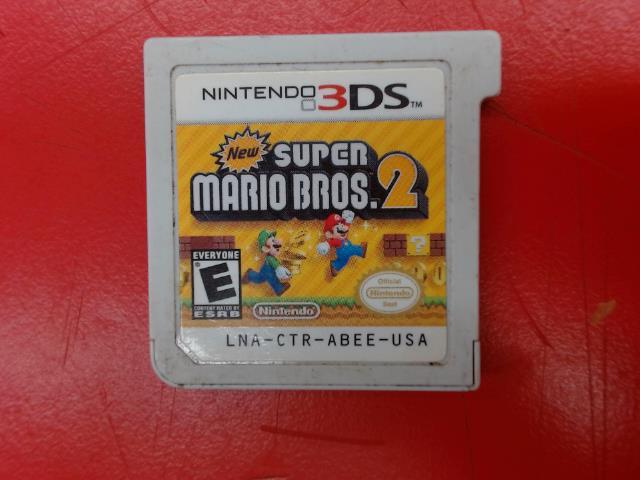 NINTENDO 3DS™
New SUPER
MARIO BROS. 2
EVERYONE
E
CONTENT RATED BY
ESRB
Nintendo
?
Official
Nintendo
Seal
LNA-CTR-ABEE-USA